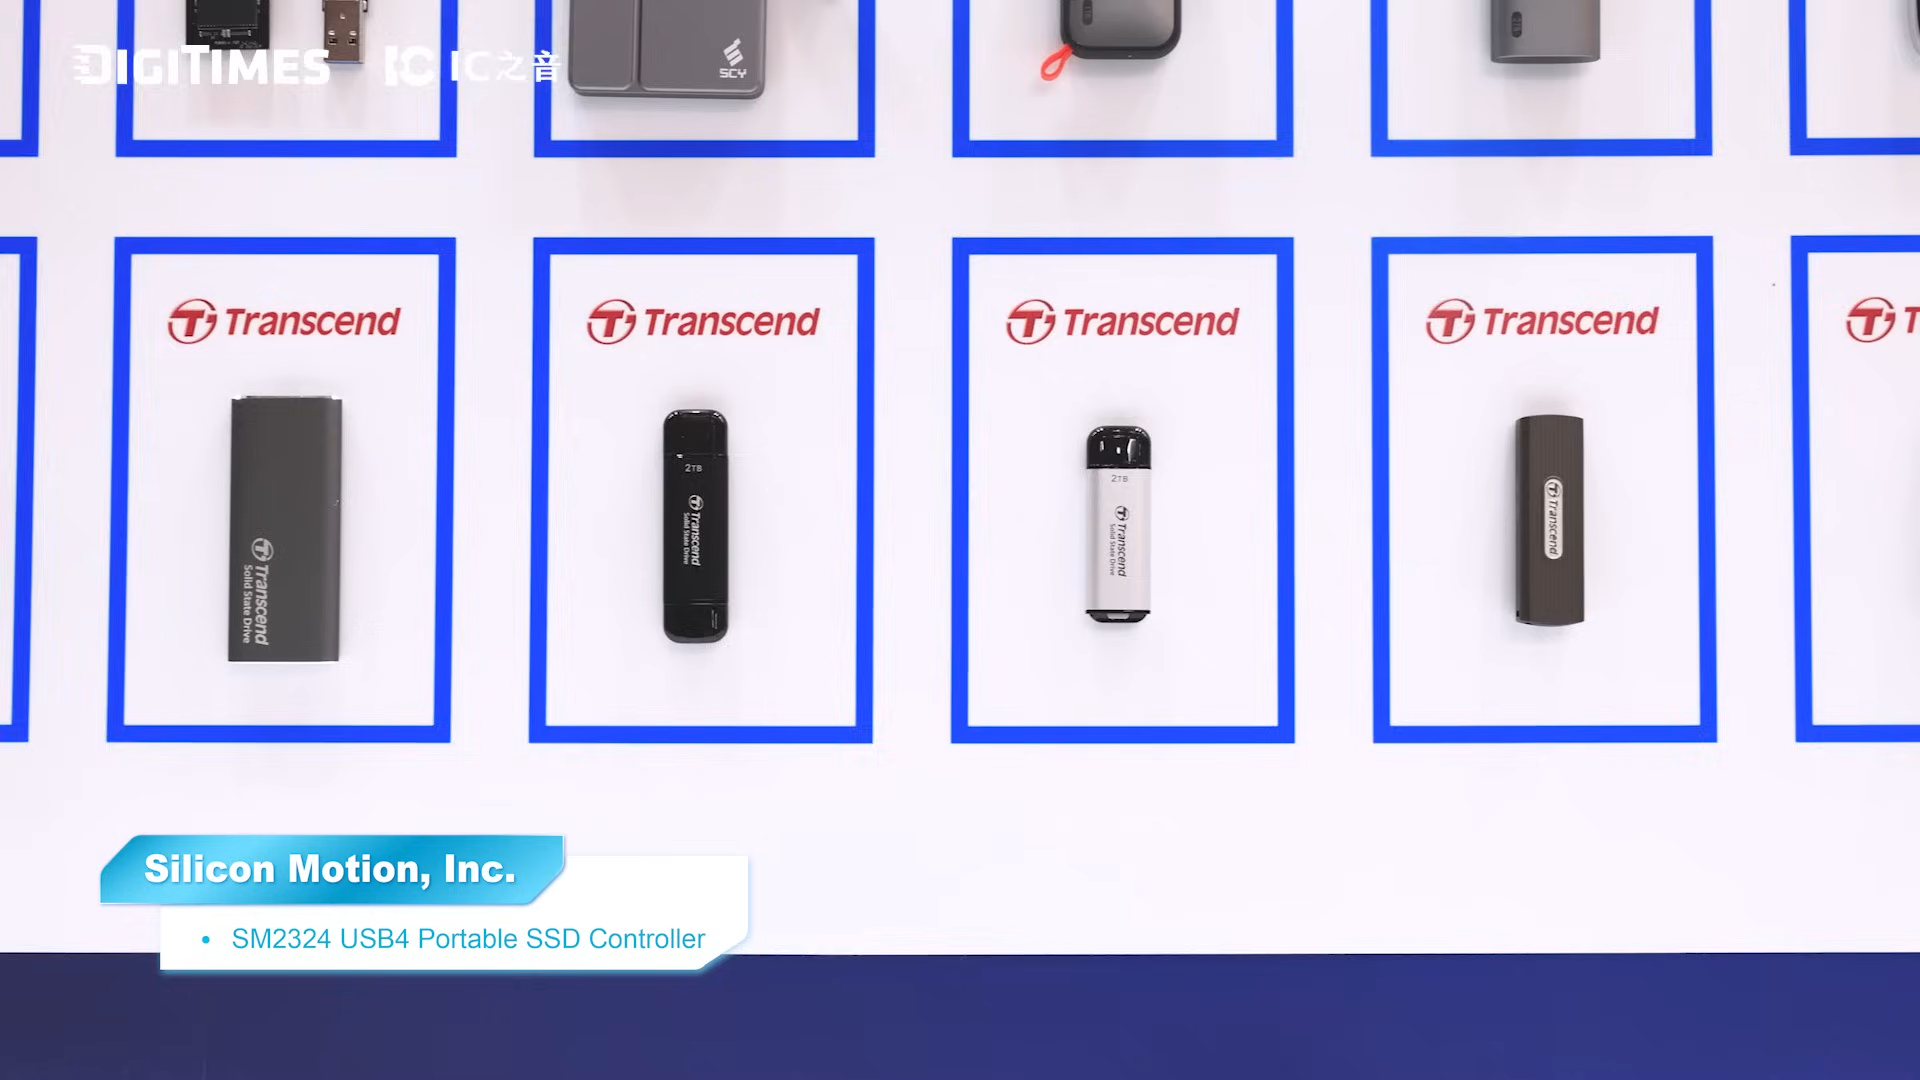 DIGITIMES
IC IC之音
SCY
Transcend
Transcend
Transcend
Transcend
T
Transcend
Solid State Drive
2TB
Transcend
Solid State Drive
2TB
Transcend
Solid State Drive
Transcend
Silicon Motion, Inc.
• SM2324 USB4 Portable SSD Controller